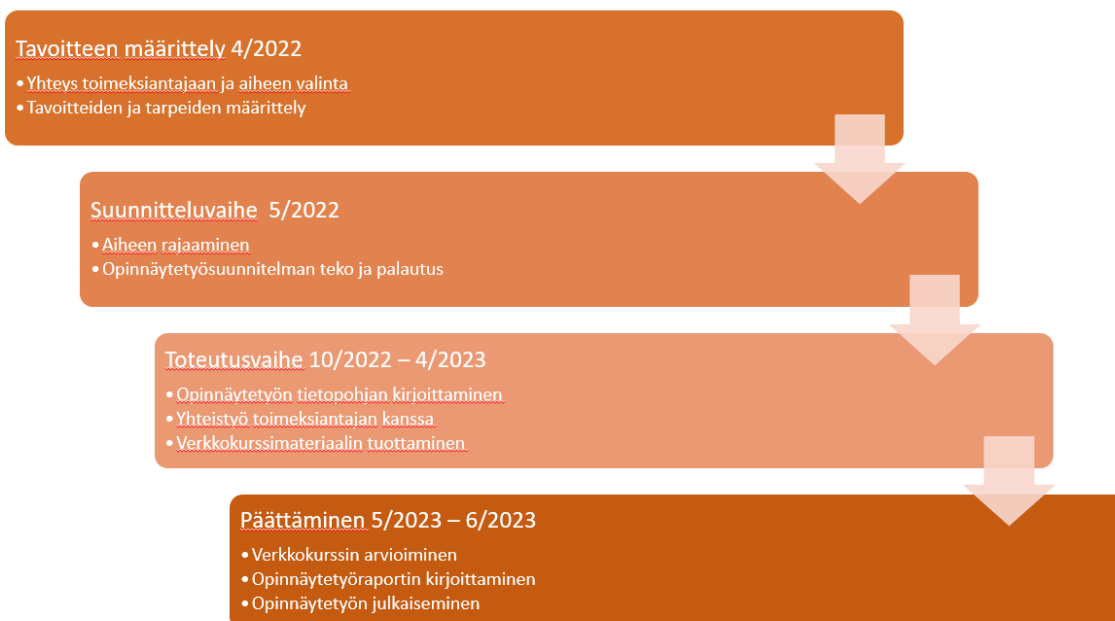 Tavoitteen määrittely 4/2022
• Yhteys toimeksiantajaan ja aiheen valinta
• Tavoitteiden ja tarpeiden määrittely
Suunnitteluvaihe  5/2022
• Aiheen rajaaminen
• Opinnäytetyösuunnitelman teko ja palautus
Toteutusvaihe 10/2022 – 4/2023
• Opinnäytetyön tietopohjan kirjoittaminen
• Yhteistyö toimeksiantajan kanssa
• Verkkokurssimateriaalin tuottaminen
Päättäminen 5/2023 – 6/2023
• Verkkokurssin arvioiminen
• Opinnäytetyöraportin kirjoittaminen
• Opinnäytetyön julkaiseminen